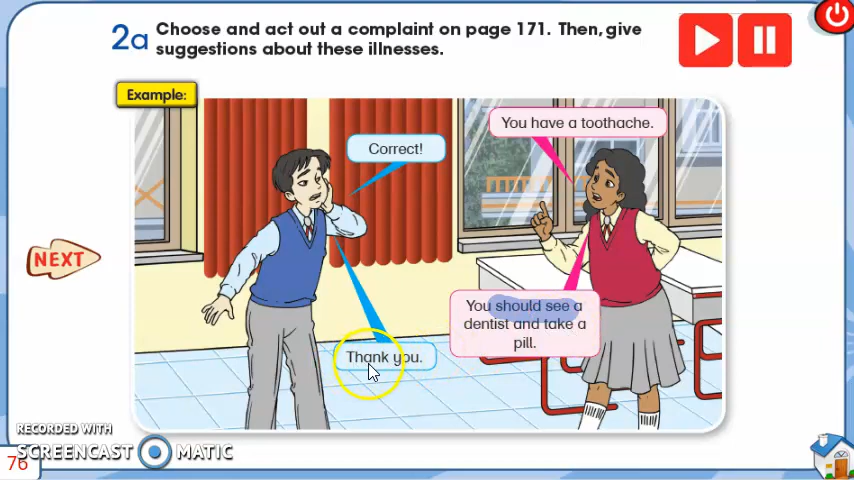 2a Choose and act out a complaint on page 171. Then, give
suggestions about these illnesses.
Example:
You have a toothache.
Correct!
You should see a
dentist and take a
pill.
Thank you.
NEXT
RECORDED WITH
SCREENCAST MATIC
76